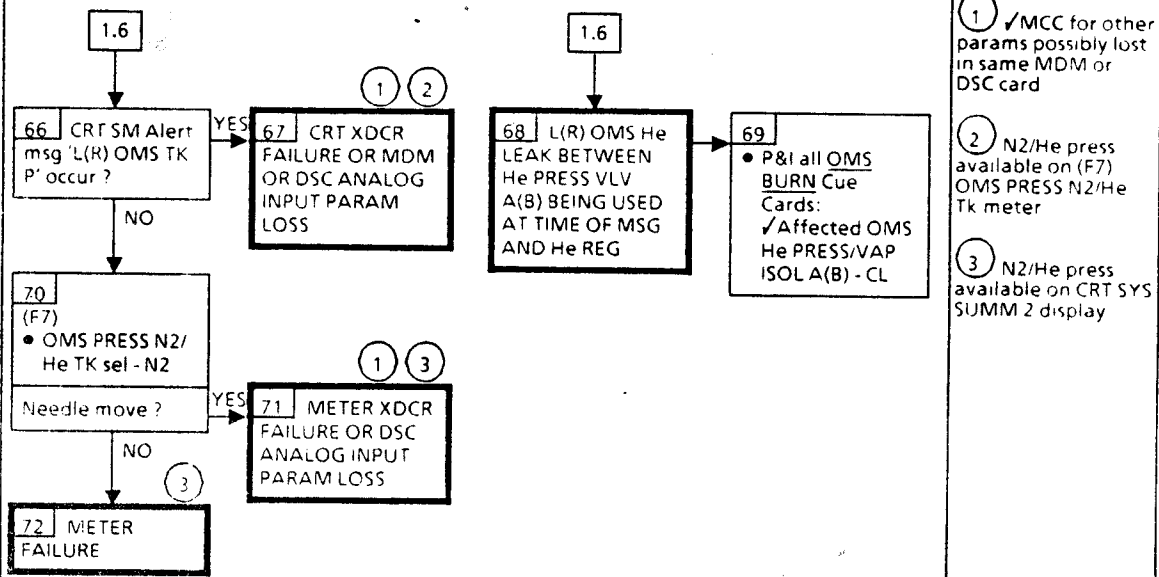 1.6
66 CRT SM Alert
msg 'L(R) OMS TK
P' occur ?
YES
NO
1 2
67 CRT XDCR
FAILURE OR MDM
OR DSC ANALOG
INPUT PARAM
LOSS
70
(F7)
• OMS PRESS N2/
He TK sel - N2
Needle move ?
YES
NO
1 3
71 METER XDCR
FAILURE OR DSC
ANALOG INPUT
PARAM LOSS
3
72 METER
FAILURE
1.6
68 L(R) OMS He
LEAK BETWEEN
He PRESS VLV
A(B) BEING USED
AT TIME OF MSG
AND He REG
69
• P&I all OMS
BURN Cue
Cards:
✓Affected OMS
He PRESS/VAP
ISOL A(B) - CL
1 ✓MCC for other
params possibly lost
in same MDM or
DSC card
2 N2/He press
available on (F7)
OMS PRESS N2/He
Tk meter
3 N2/He press
available on CRT SYS
SUMM 2 display